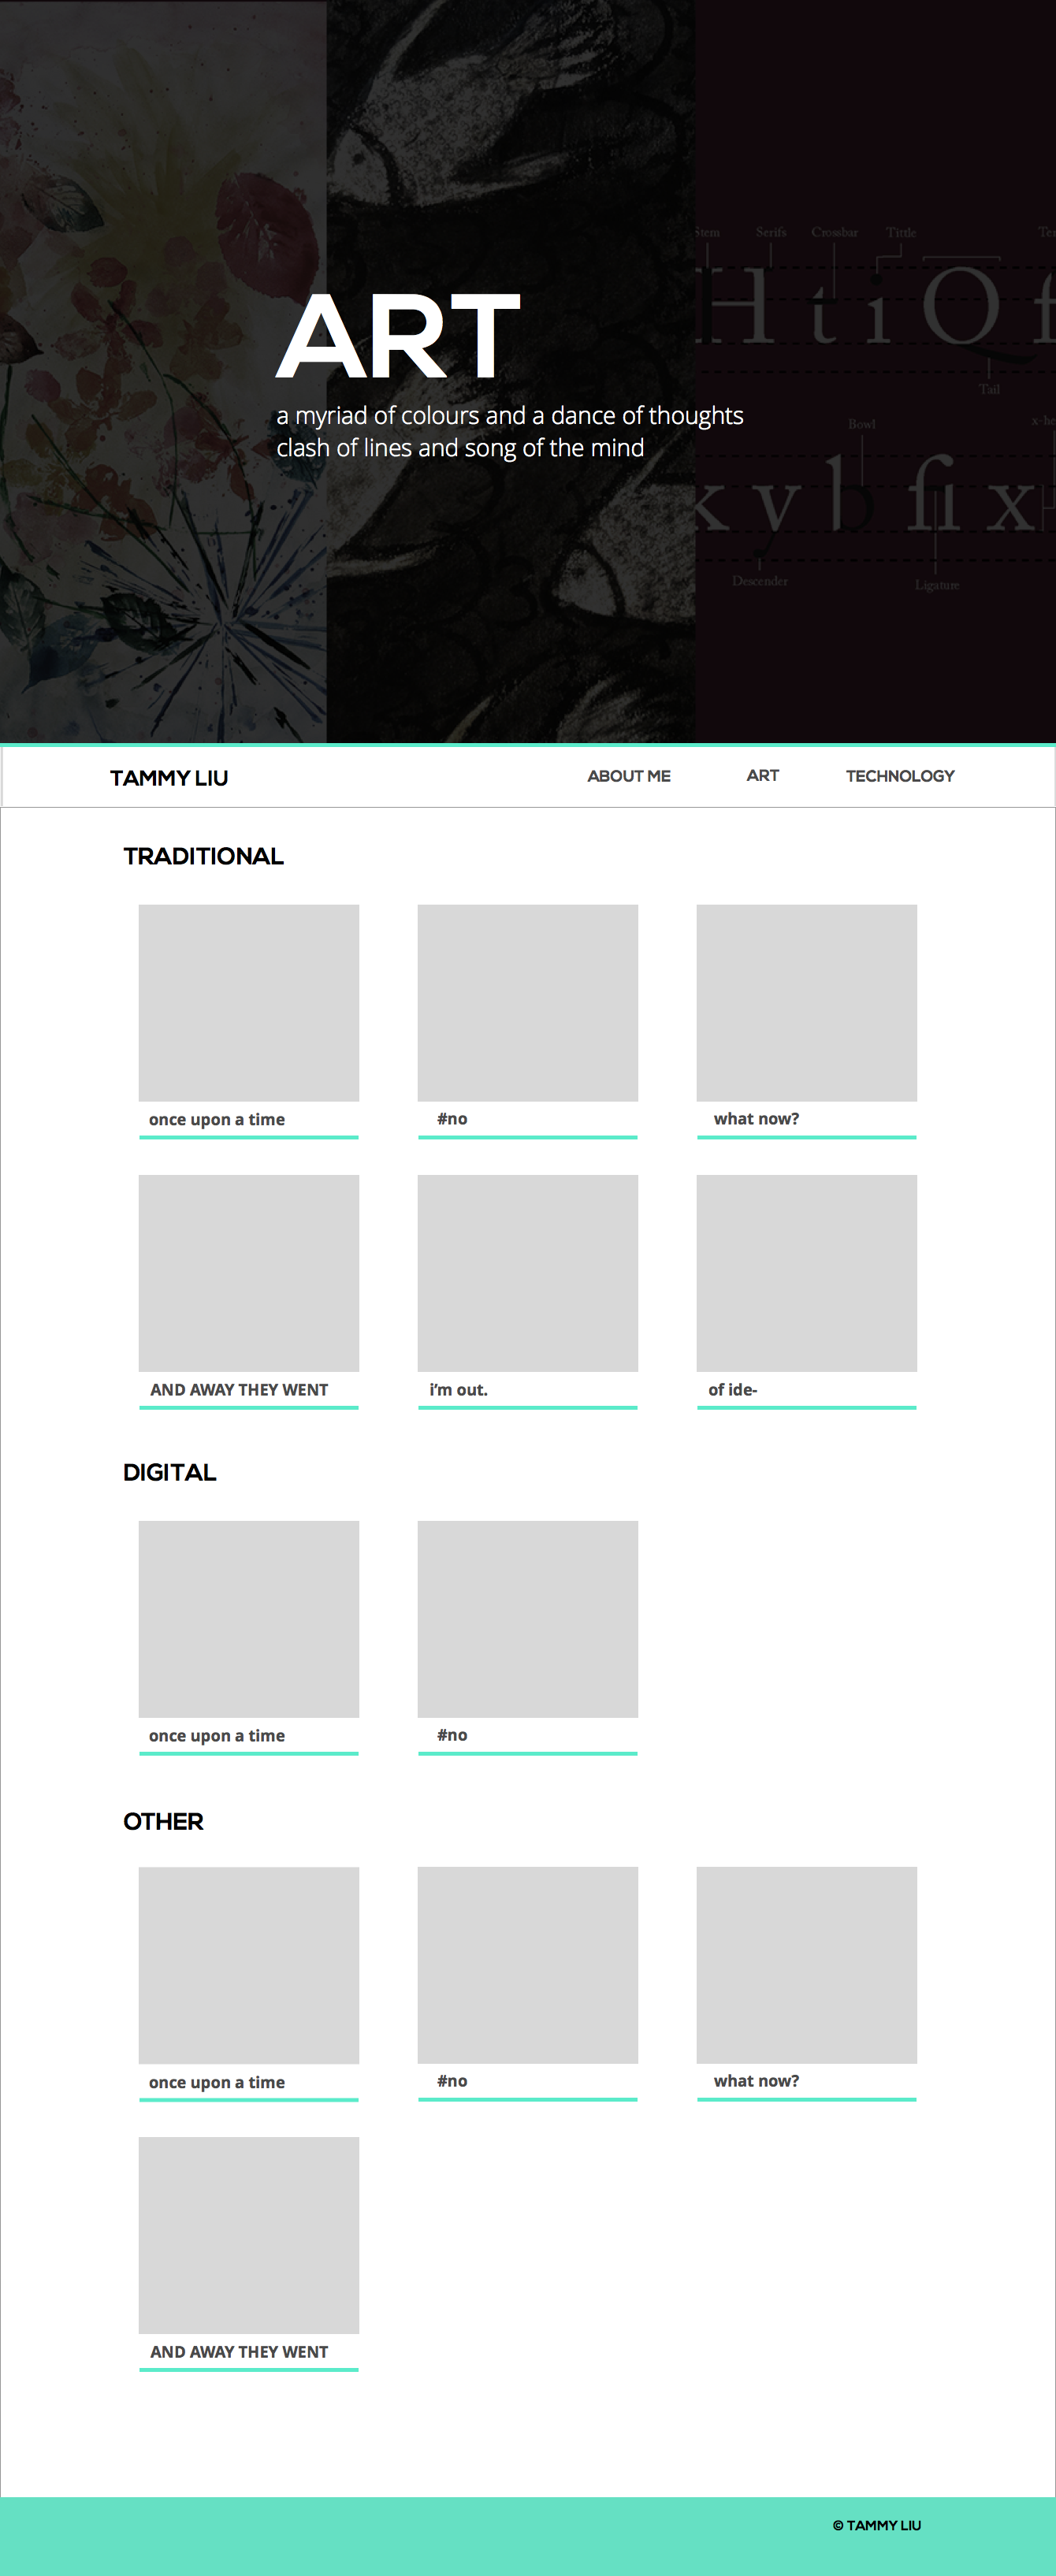 Stem Serifs Crossbar Tittle
H t i Q f
Tail
Bowl
k y b fi x
Descender
Ligature
ART
a myriad of colours and a dance of thoughts
clash of lines and song of the mind
TAMMY LIU
ABOUT ME
ART
TECHNOLOGY
TRADITIONAL
once upon a time
#no
what now?
AND AWAY THEY WENT
i'm out.
of ide-
DIGITAL
once upon a time
#no
OTHER
once upon a time
#no
what now?
AND AWAY THEY WENT
© TAMMY LIU